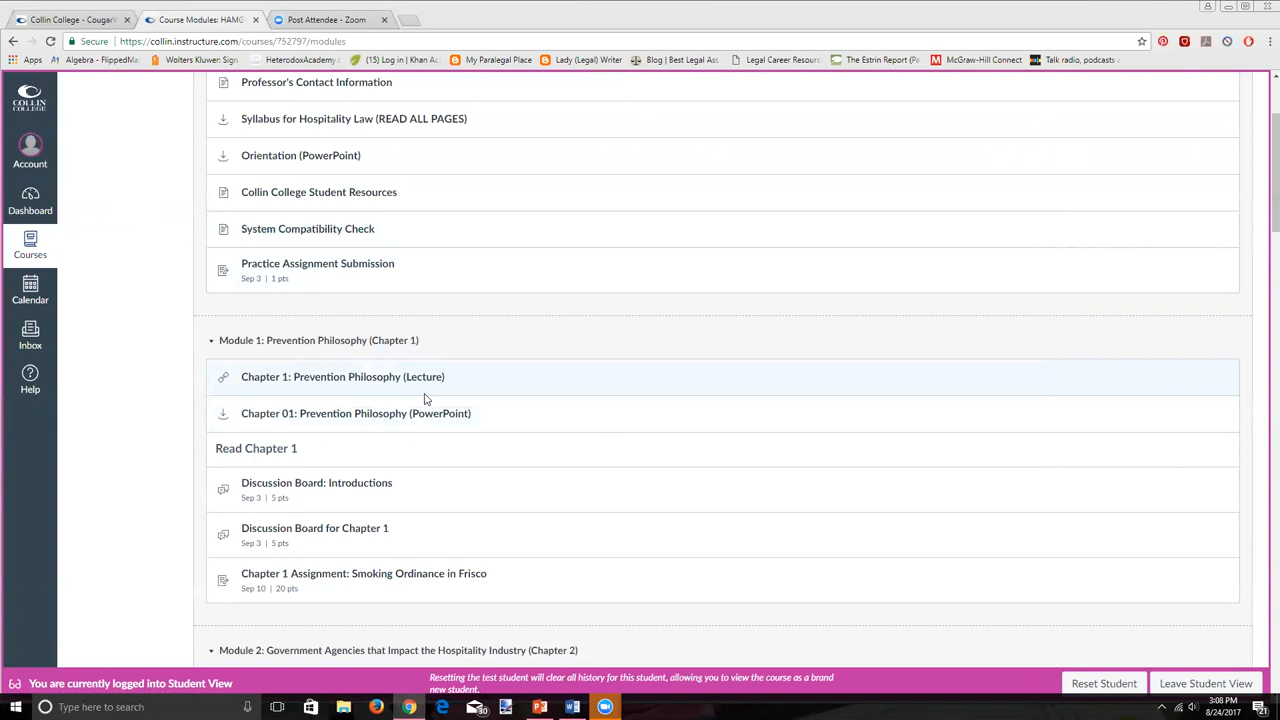 Collin College - CougarW
Course Modules: HAMG
Post Attendee - Zoom
Secure
https://collin.instructure.com/courses/752797/modules
Apps
Algebra - FlippedMa
Wolters Kluwer: Sign
HeterodoxAcademy
(15) Log in | Khan Ac
My Paralegal Place
Lady (Legal) Writer
Blog | Best Legal Ass
Legal Career Resour
The Estrin Report (Pa
McGraw-Hill Connect
Talk radio, podcasts
COLLIN COLLEGE
Account
Dashboard
Courses
Calendar
Inbox
Help
Professor's Contact Information
Syllabus for Hospitality Law (READ ALL PAGES)
Orientation (PowerPoint)
Collin College Student Resources
System Compatibility Check
Practice Assignment Submission
Sep 3 | 1 pts
Module 1: Prevention Philosophy (Chapter 1)
Chapter 1: Prevention Philosophy (Lecture)
Chapter 01: Prevention Philosophy (PowerPoint)
Read Chapter 1
Discussion Board: Introductions
Sep 3 | 5 pts
Discussion Board for Chapter 1
Sep 3 | 5 pts
Chapter 1 Assignment: Smoking Ordinance in Frisco
Sep 10 | 20 pts
Module 2: Government Agencies that Impact the Hospitality Industry (Chapter 2)
You are currently logged into Student View
Resetting the test student will clear all history for this student, allowing you to view the course as a brand
new student.
Reset Student
Leave Student View
Type here to search
30
3:08 PM
8/24/2017
21